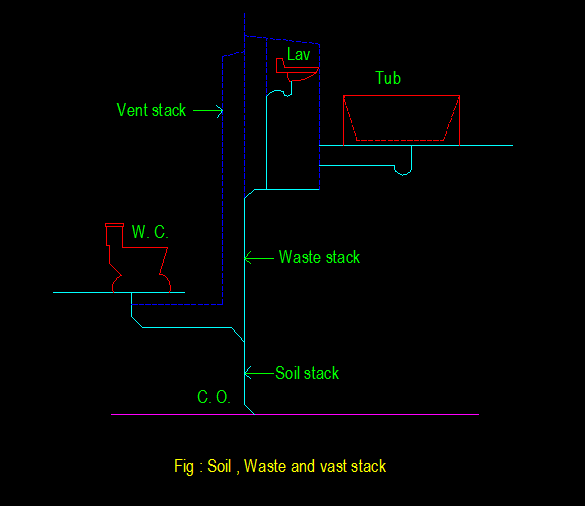 Lav
Tub
Vent stack
W. C.
Waste stack
Soil stack
C. O.
Fig : Soil , Waste and vast stack